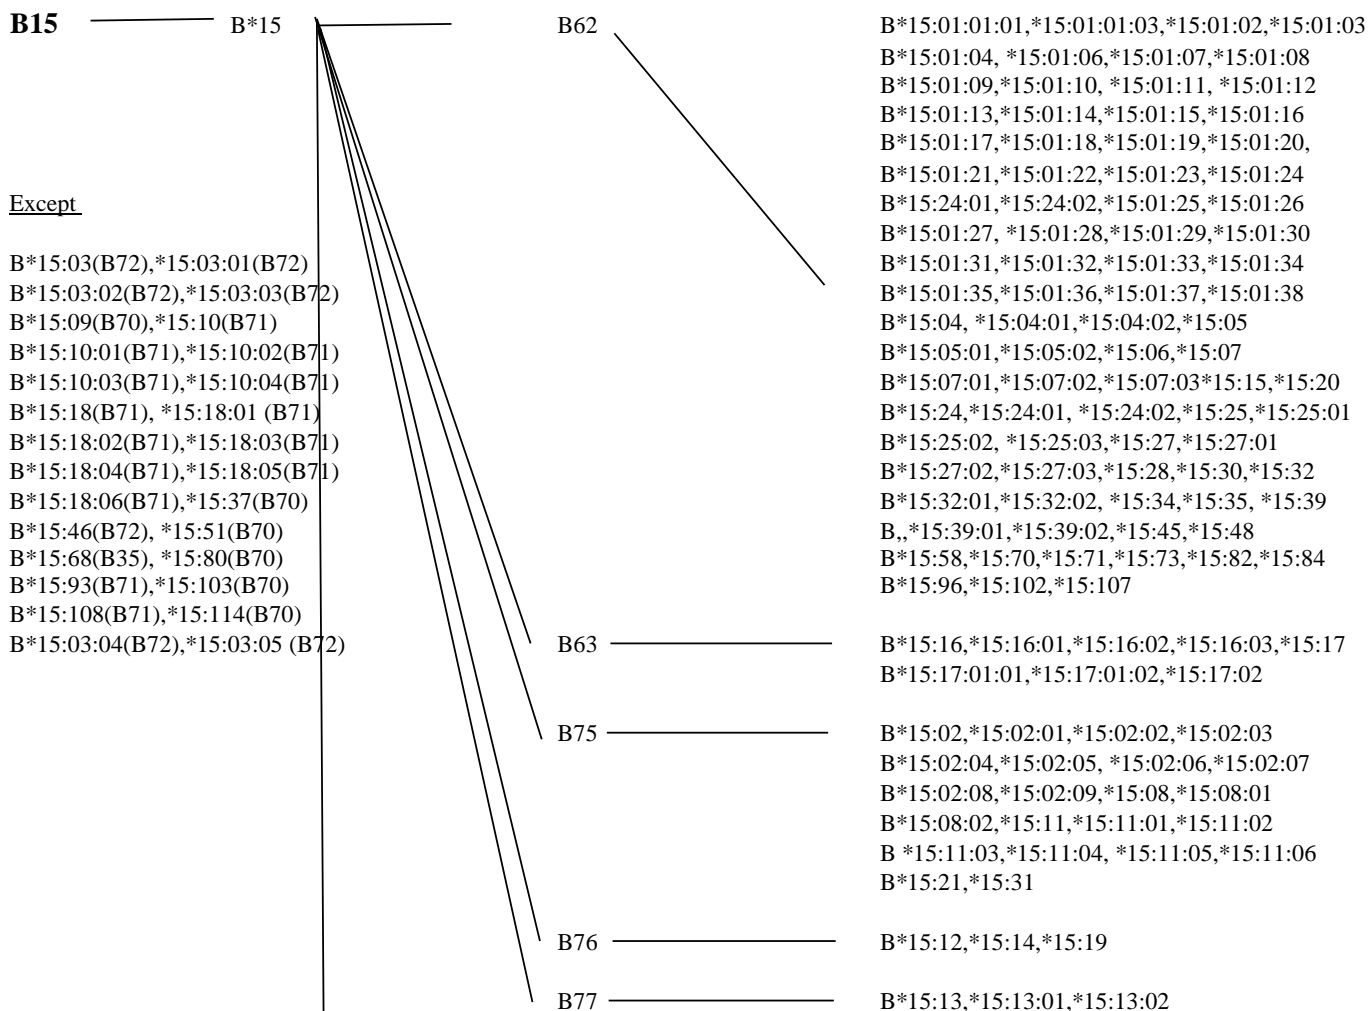 B15 B*15 B62 B*15:01:01:01,*15:01:01:03,*15:01:02,*15:01:03
B*15:01:04, *15:01:06,*15:01:07,*15:01:08
B*15:01:09,*15:01:10, *15:01:11, *15:01:12
B*15:01:13,*15:01:14,*15:01:15,*15:01:16
B*15:01:17,*15:01:18,*15:01:19,*15:01:20,
B*15:01:21,*15:01:22,*15:01:23,*15:01:24
Except B*15:24:01,*15:24:02,*15:01:25,*15:01:26
B*15:01:27, *15:01:28,*15:01:29,*15:01:30
B*15:03(B72),*15:03:01(B72) B*15:01:31,*15:01:32,*15:01:33,*15:01:34
B*15:03:02(B72),*15:03:03(B72) B*15:01:35,*15:01:36,*15:01:37,*15:01:38
B*15:09(B70),*15:10(B71) B*15:04, *15:04:01,*15:04:02,*15:05
B*15:10:01(B71),*15:10:02(B71) B*15:05:01,*15:05:02,*15:06,*15:07
B*15:10:03(B71),*15:10:04(B71) B*15:07:01,*15:07:02,*15:07:03*15:15,*15:20
B*15:18(B71), *15:18:01 (B71) B*15:24,*15:24:01, *15:24:02,*15:25,*15:25:01
B*15:18:02(B71),*15:18:03(B71) B*15:25:02, *15:25:03,*15:27,*15:27:01
B*15:18:04(B71),*15:18:05(B71) B*15:27:02,*15:27:03,*15:28,*15:30,*15:32
B*15:18:06(B71),*15:37(B70) B*15:32:01,*15:32:02, *15:34,*15:35, *15:39
B*15:46(B72), *15:51(B70) B,,*15:39:01,*15:39:02,*15:45,*15:48
B*15:68(B35), *15:80(B70) B*15:58,*15:70,*15:71,*15:73,*15:82,*15:84
B*15:93(B71),*15:103(B70) B*15:96,*15:102,*15:107
B*15:108(B71),*15:114(B70)
B*15:03:04(B72),*15:03:05 (B72) B63 B*15:16,*15:16:01,*15:16:02,*15:16:03,*15:17
B*15:17:01:01,*15:17:01:02,*15:17:02
B75 B*15:02,*15:02:01,*15:02:02,*15:02:03
B*15:02:04,*15:02:05, *15:02:06,*15:02:07
B*15:02:08,*15:02:09,*15:08,*15:08:01
B*15:08:02,*15:11,*15:11:01,*15:11:02
B *15:11:03,*15:11:04, *15:11:05,*15:11:06
B*15:21,*15:31
B76 B*15:12,*15:14,*15:19
B77 B*15:13,*15:13:01,*15:13:02